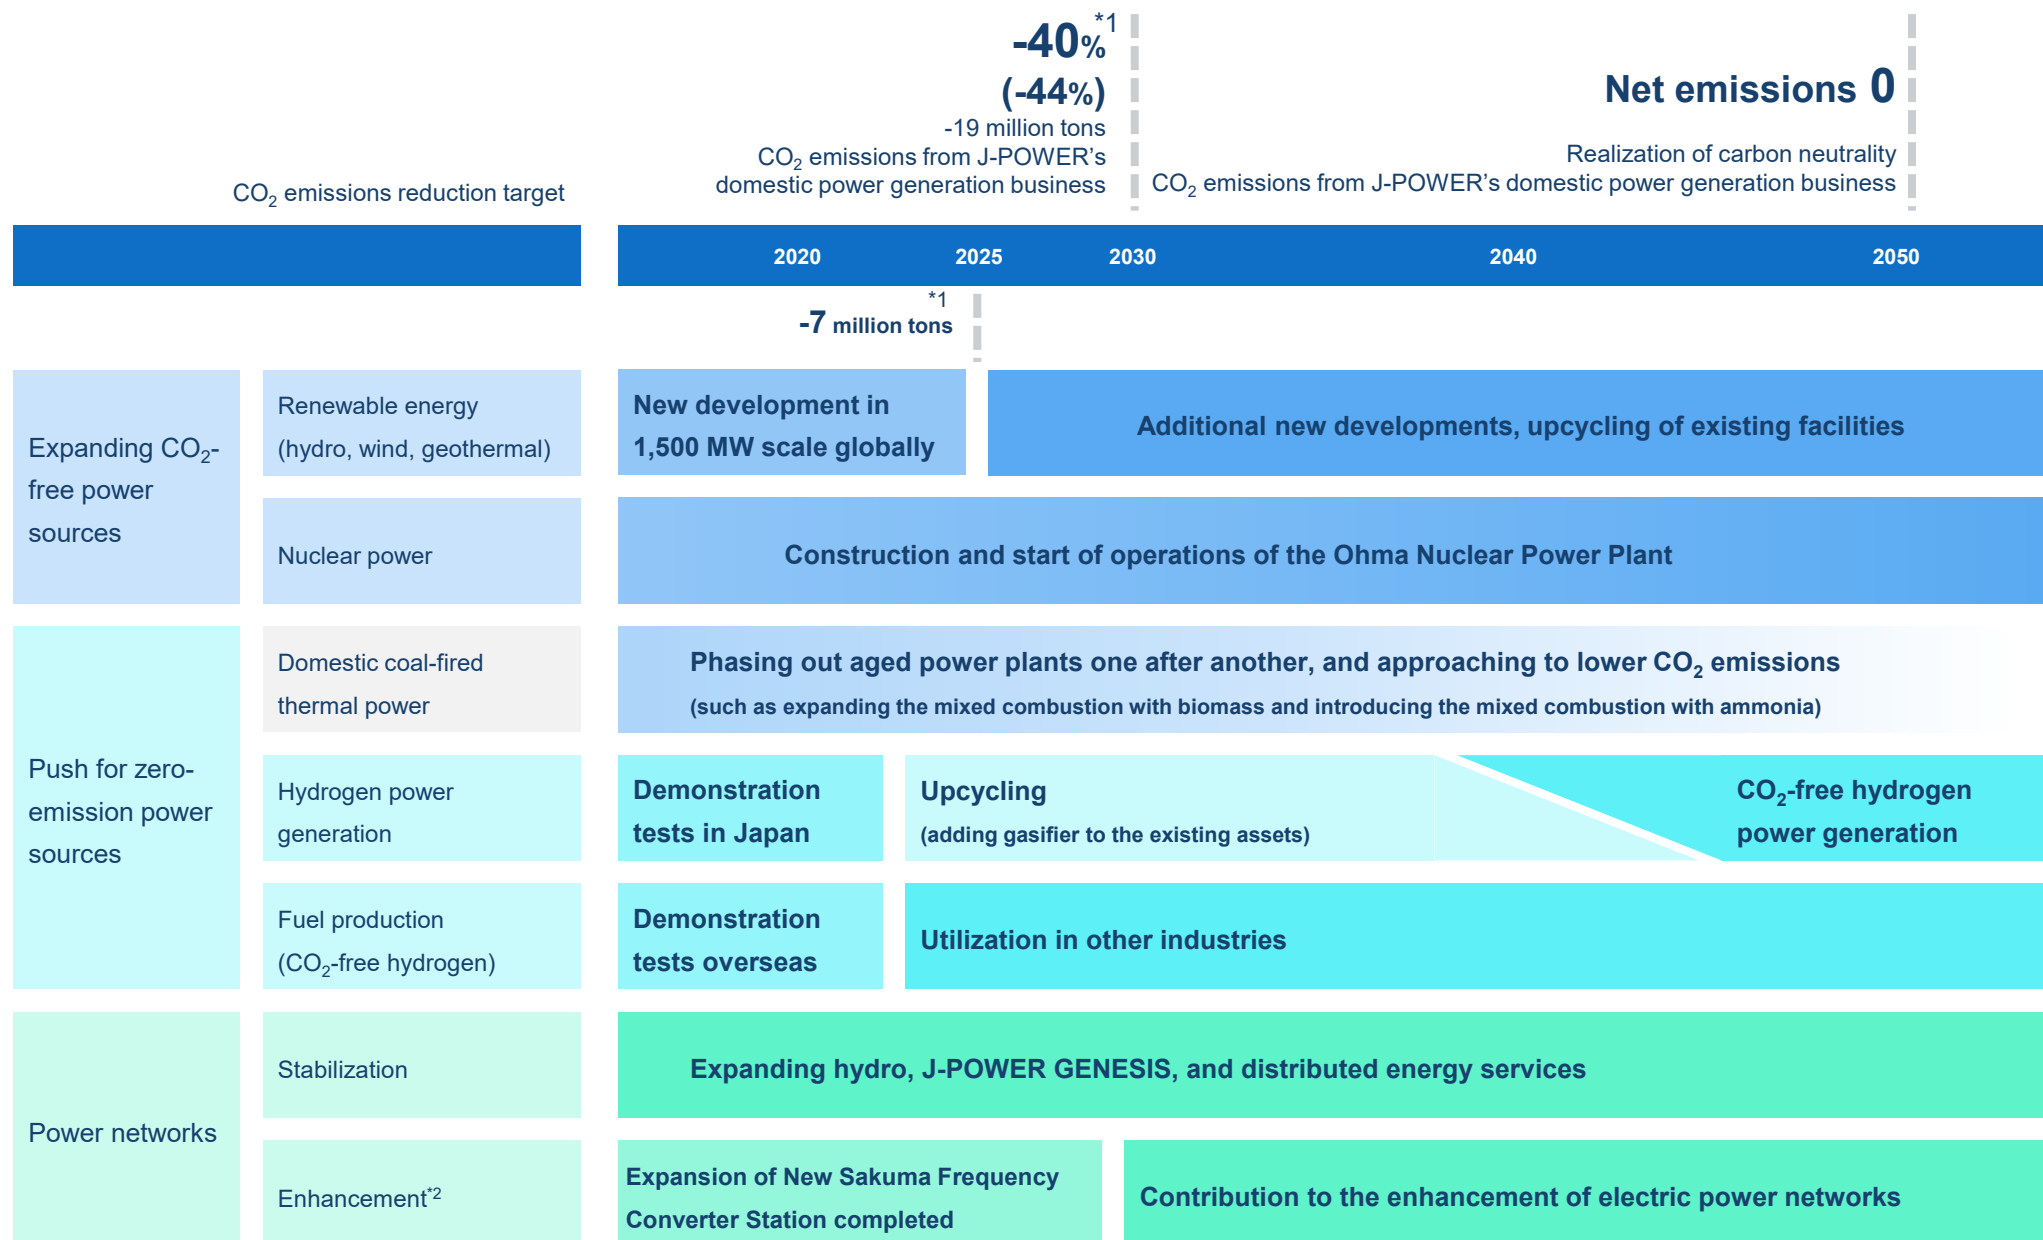 -40%*1
(-44%)
-19 million tons
CO2 emissions from J-POWER’s
domestic power generation business
Net emissions 0
Realization of carbon neutrality
CO2 emissions from J-POWER’s domestic power generation business
CO2 emissions reduction target
2020 2025 2030 2040 2050
*1
-7 million tons
Expanding CO2-
free power
sources
Renewable energy
(hydro, wind, geothermal)
New development in
1,500 MW scale globally
Additional new developments, upcycling of existing facilities
Nuclear power
Construction and start of operations of the Ohma Nuclear Power Plant
Push for zero-
emission power
sources
Domestic coal-fired
thermal power
Phasing out aged power plants one after another, and approaching to lower CO2 emissions
(such as expanding the mixed combustion with biomass and introducing the mixed combustion with ammonia)
Hydrogen power
generation
Demonstration
tests in Japan
Upcycling
(adding gasifier to the existing assets)
CO2-free hydrogen
power generation
Fuel production
(CO2-free hydrogen)
Demonstration
tests overseas
Utilization in other industries
Power networks
Stabilization
Expanding hydro, J-POWER GENESIS, and distributed energy services
Enhancement*2
Expansion of New Sakuma Frequency
Converter Station completed
Contribution to the enhancement of electric power networks